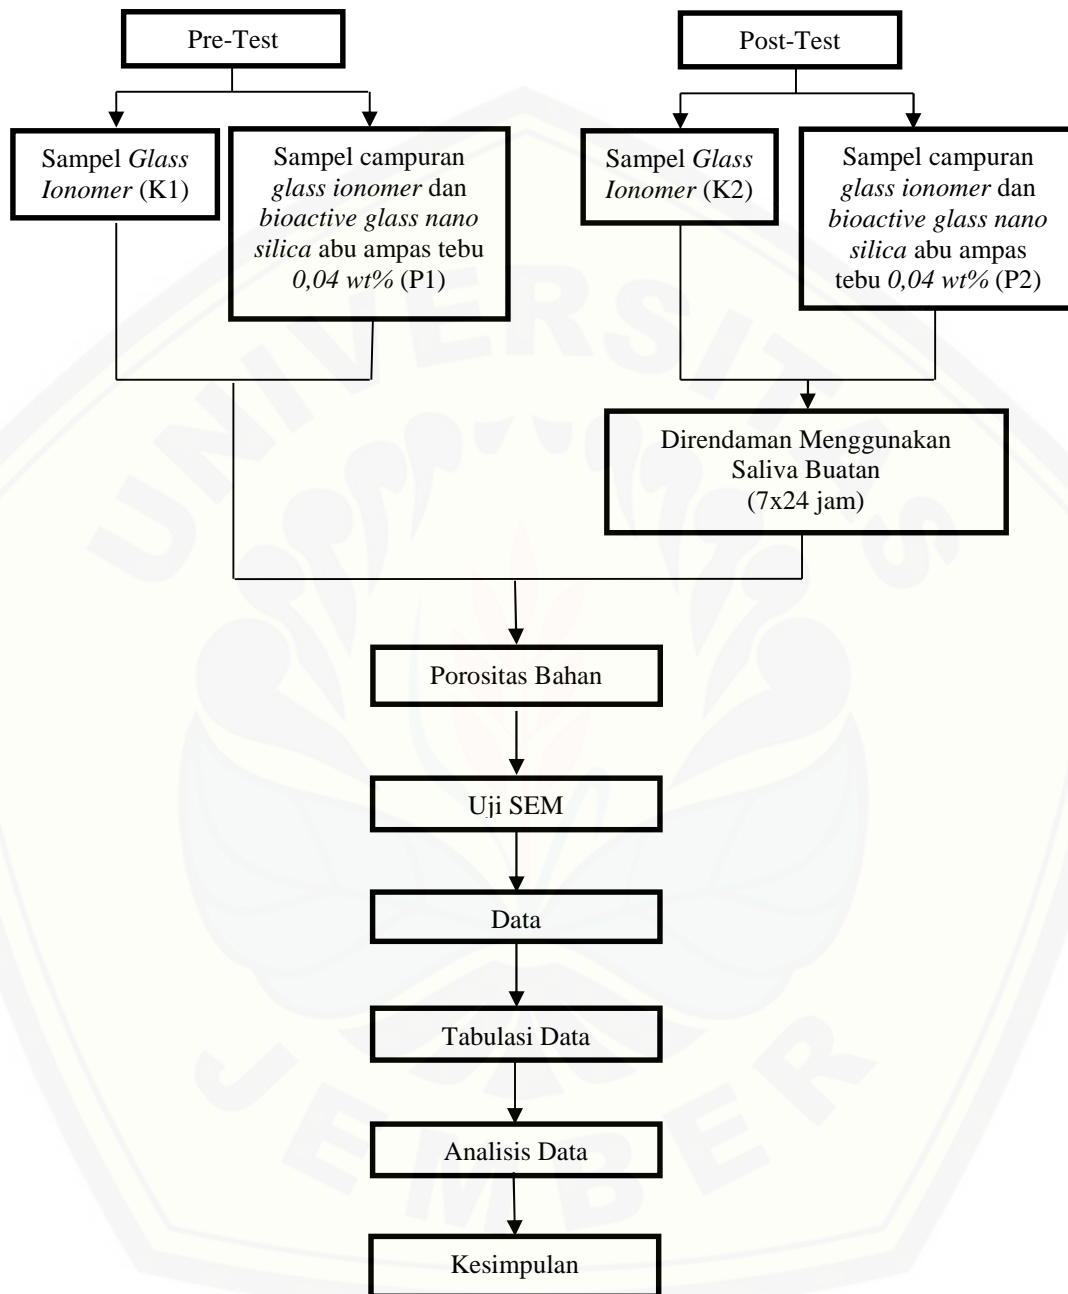 Pre-Test
Post-Test
Sampel Glass
Ionomer (K1)
Sampel campuran
glass ionomer dan
bioactive glass nano
silica abu ampas tebu
0,04 wt% (P1)
Sampel Glass
Ionomer (K2)
Sampel campuran
glass ionomer dan
bioactive glass nano
silica abu ampas
tebu 0,04 wt% (P2)
Direndaman Menggunakan
Saliva Buatan
(7x24 jam)
Porositas Bahan
Uji SEM
Data
Tabulasi Data
Analisis Data
Kesimpulan
UNIVERSITAS
JEMBER